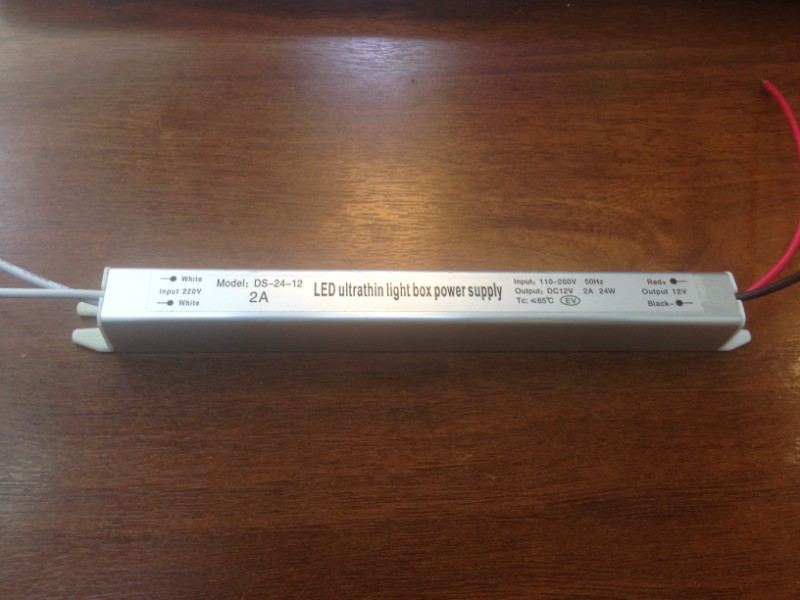 White
Input 220V
White
Model: DS-24-12
2A
LED ultrathin light box power supply
Input: 110-260V 50Hz
Output: DC12V 2A 24W
Tc: ≤65℃ EV
Red+
Output 12V
Black-